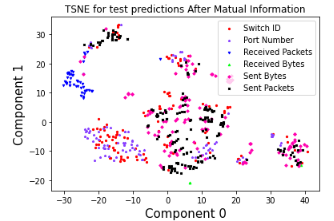 TSNE for test predictions After Matual Information
Switch ID
Port Number
Received Packets
Received Bytes
Sent Bytes
Sent Packets
Component 1
30
20
10
0
−10
−20
−30 −20 −10 0 10 20 30 40
Component 0